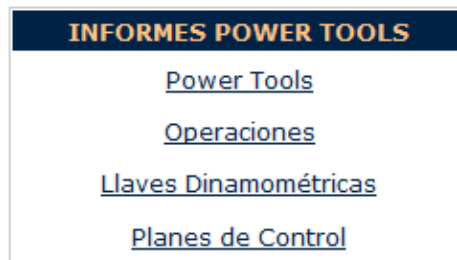 INFORMES POWER TOOLS
Power Tools
Operaciones
Llaves Dinamométricas
Planes de Control